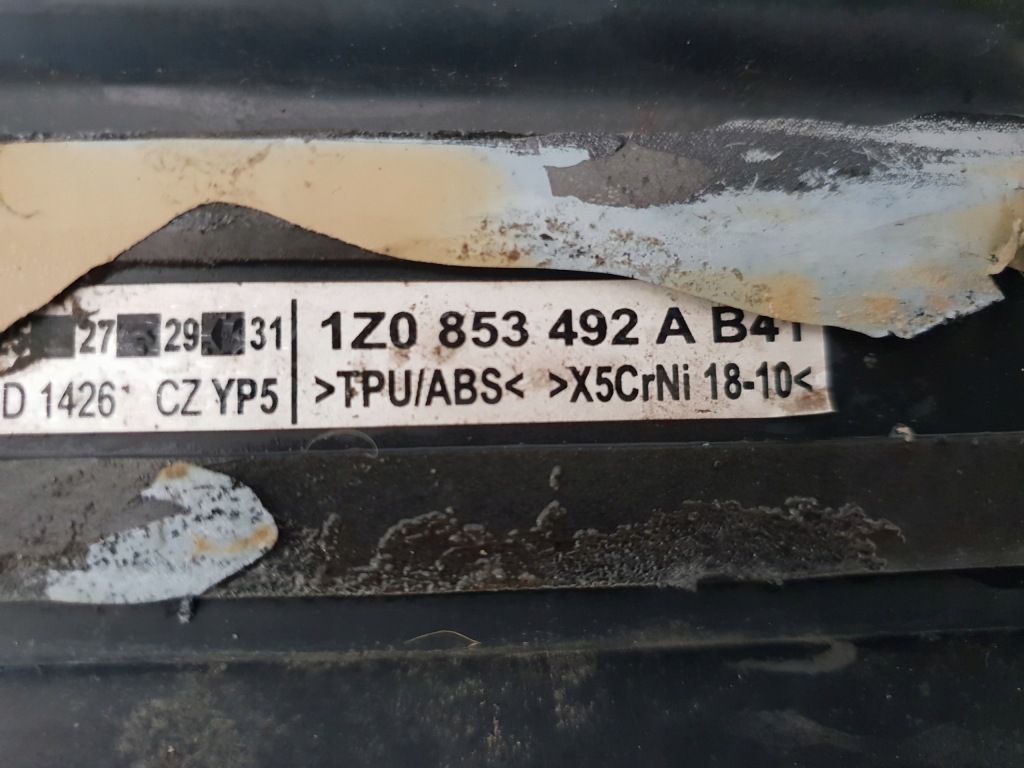 27 29 31 1Z0 853 492 A B41
D 1426 CZ YP5 >TPU/ABS< >X5CrNi 18-10<